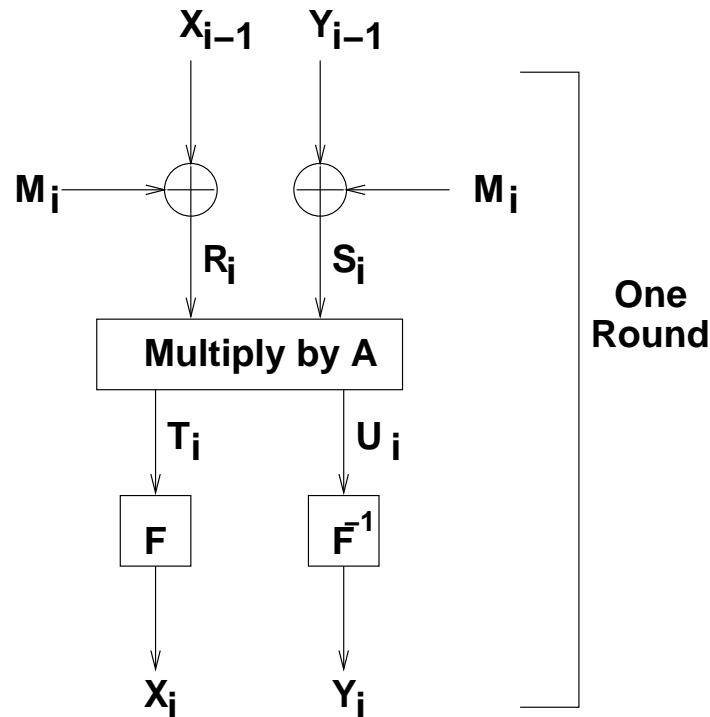 X_{i–1} Y_{i–1}
M_i M_i
R_i S_i
One
Round
Multiply by A
T_i U_i
F F^{–1}
X_i Y_i